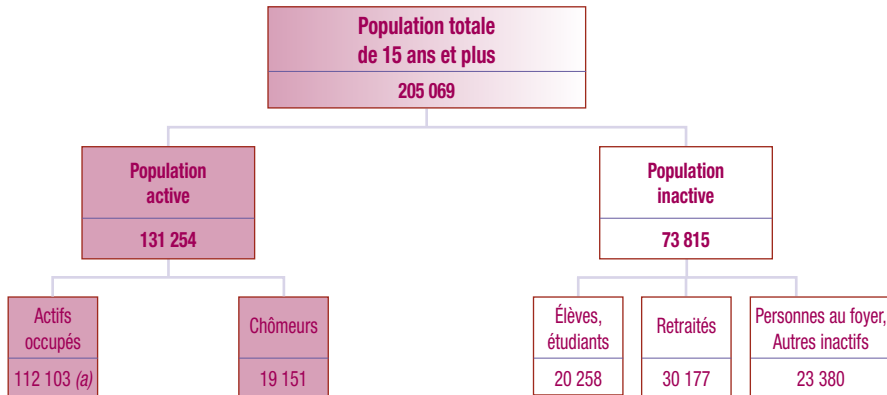 Population totale
de 15 ans et plus
205 069
Population
active
131 254
Population
inactive
73 815
Actifs
occupés
112 103 (a)
Chômeurs
19 151
Élèves,
étudiants
20 258
Retraités
30 177
Personnes au foyer,
Autres inactifs
23 380